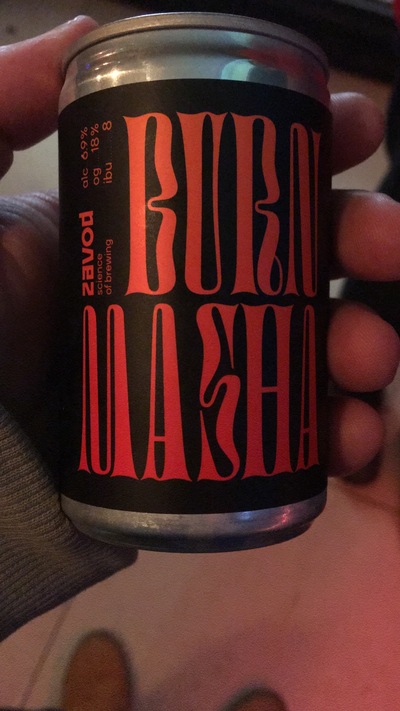 alc 6.9%
og 18%
ibu 8
zavod
science
of brewing
BURN
MASHA